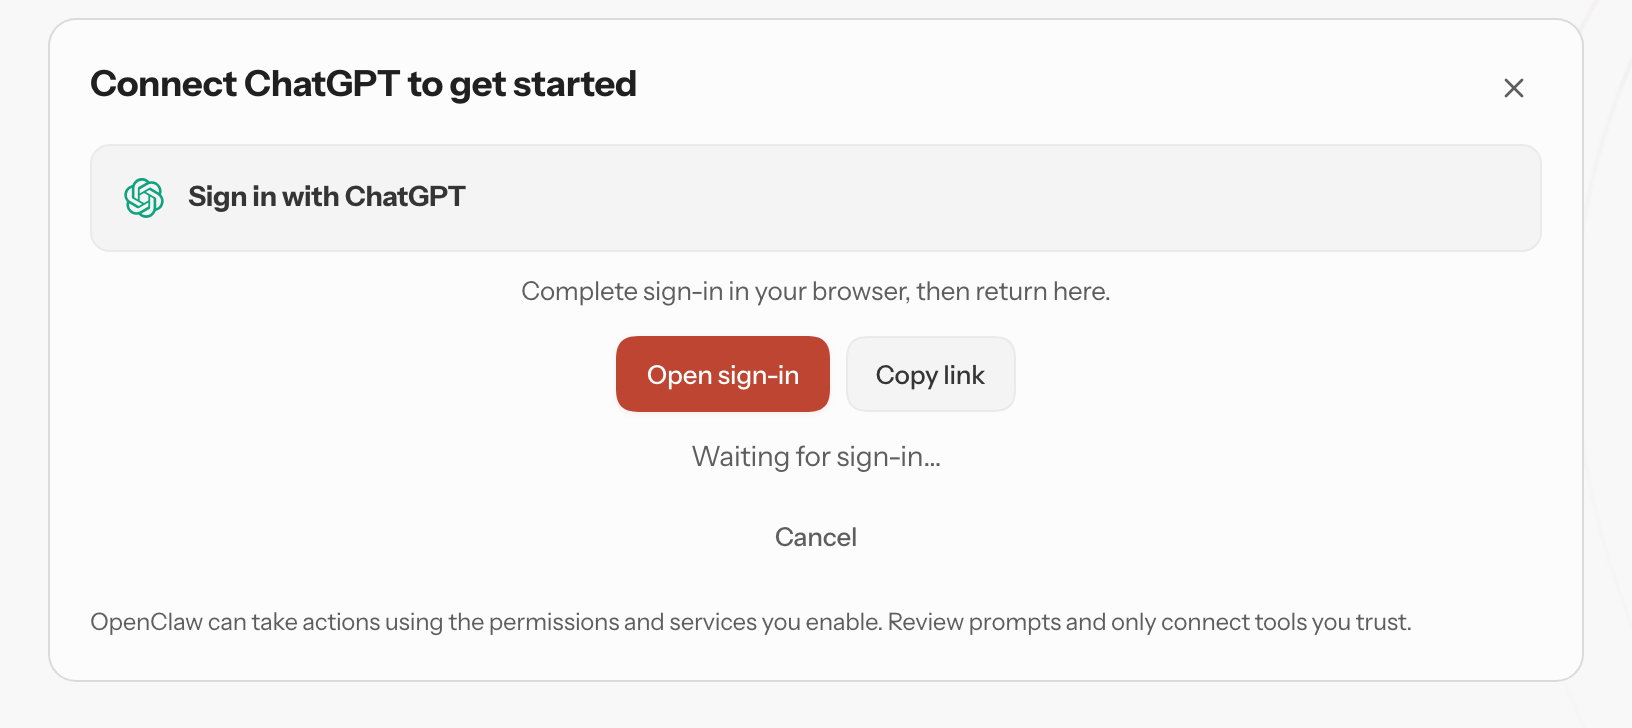 Connect ChatGPT to get started
Sign in with ChatGPT
Complete sign-in in your browser, then return here.
Open sign-in
Copy link
Waiting for sign-in...
Cancel
OpenClaw can take actions using the permissions and services you enable. Review prompts and only connect tools you trust.